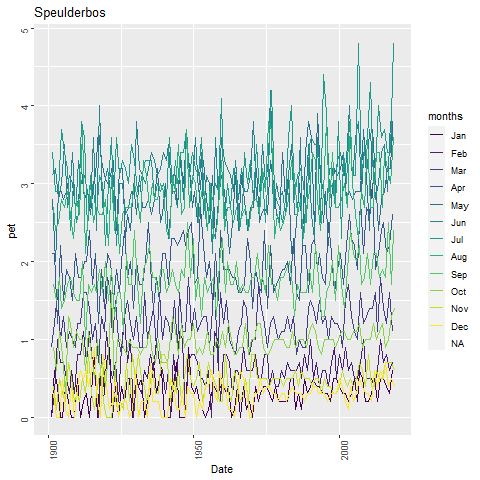 Speulderbos
pet
5
4
3
2
1
0
1900
1950
2000
Date
months
Jan
Feb
Mar
Apr
May
Jun
Jul
Aug
Sep
Oct
Nov
Dec
NA